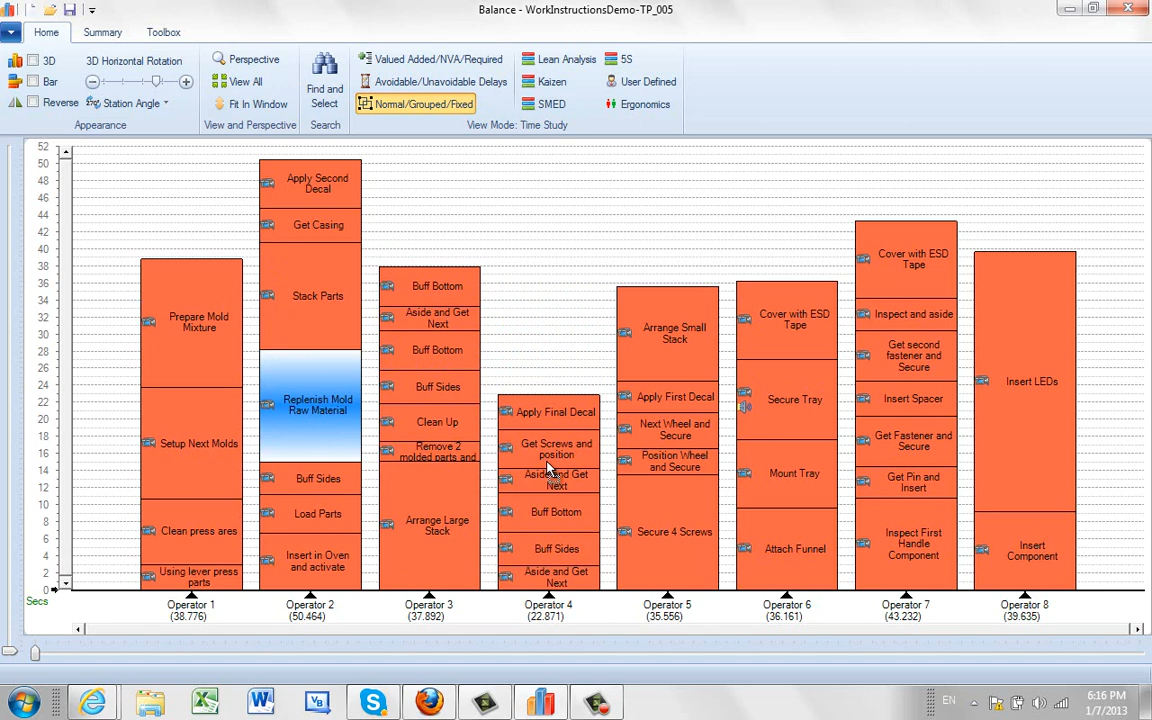 Balance - WorkInstructionsDemo-TP_005
Home Summary Toolbox
3D
3D Horizontal Rotation
Perspective
Valued Added/NVA/Required
Lean Analysis
5S
Bar
View All
Find and
Select
Avoidable/Unavoidable Delays
Kaizen
User Defined
Reverse
Station Angle
Fit In Window
Normal/Grouped/Fixed
SMED
Ergonomics
Appearance
View and Perspective
Search
View Mode: Time Study
52
50
48
46
44
42
40
38
36
34
32
30
28
26
24
22
20
18
16
14
12
10
8
6
4
2
0
Secs
Prepare Mold
Mixture
Setup Next Molds
Clean press ares
Using lever press
parts
Operator 1
(38.776)
Apply Second
Decal
Get Casing
Stack Parts
Replenish Mold
Raw Material
Buff Sides
Load Parts
Insert in Oven
and activate
Operator 2
(50.464)
Buff Bottom
Aside and Get
Next
Buff Bottom
Buff Sides
Clean Up
Remove 2
molded parts and
Arrange Large
Stack
Operator 3
(37.892)
Apply Final Decal
Get Screws and
position
Aside and Get
Next
Buff Bottom
Buff Sides
Aside and Get
Next
Operator 4
(22.871)
Arrange Small
Stack
Apply First Decal
Next Wheel and
Secure
Position Wheel
and Secure
Secure 4 Screws
Operator 5
(35.556)
Cover with ESD
Tape
Secure Tray
Mount Tray
Attach Funnel
Operator 6
(36.161)
Cover with ESD
Tape
Inspect and aside
Get second
fastener and
Secure
Insert Spacer
Get Fastener and
Secure
Get Pin and
Insert
Inspect First
Handle
Component
Operator 7
(43.232)
Insert LEDs
Insert
Component
Operator 8
(39.635)
EN
6:16 PM
1/7/2013